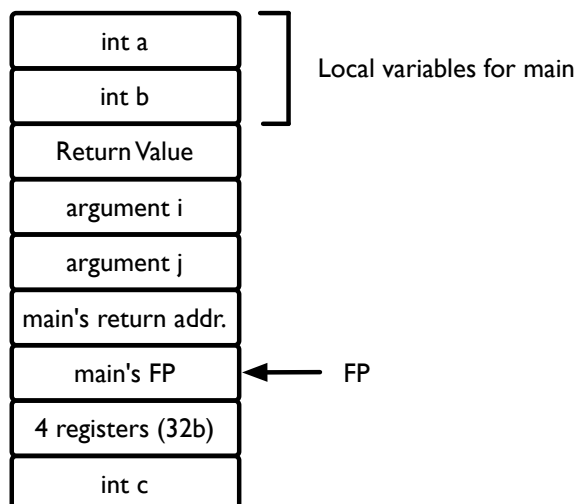 int a
Local variables for main
int b
Return Value
argument i
argument j
main's return addr.
main's FP
FP
4 registers (32b)
int c